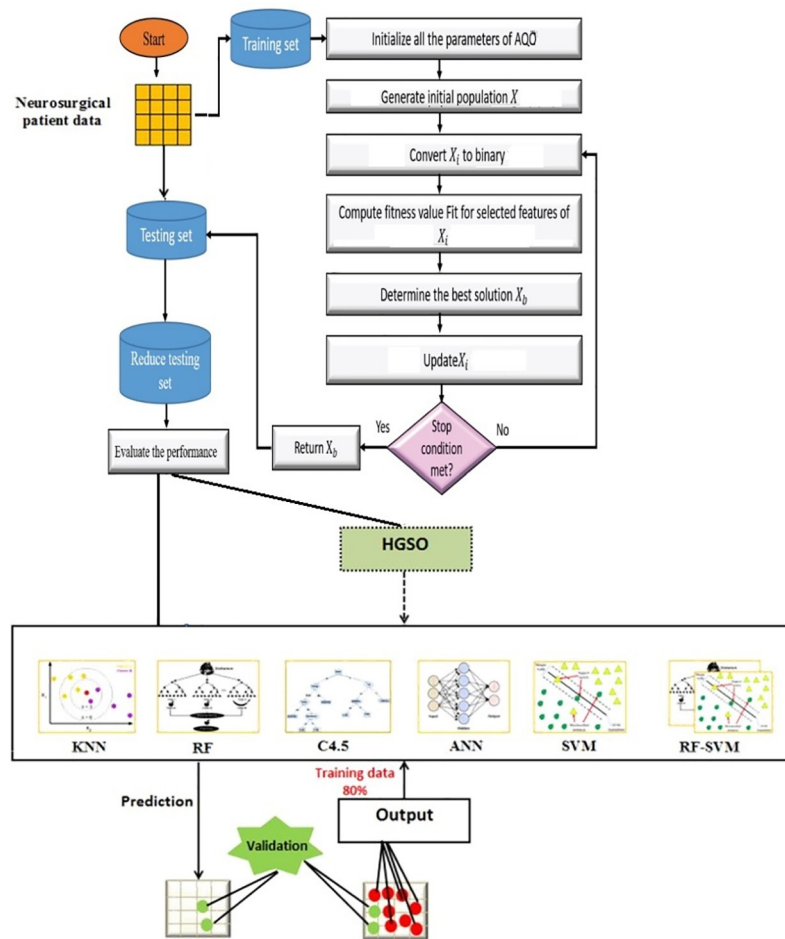 Start
Training set
Initialize all the parameters of AQO
Neurosurgical
patient data
Generate initial population X
Convert Xᵢ to binary
Testing set
Compute fitness value Fit for selected features of
Xᵢ
Determine the best solution X_b
Reduce testing
set
UpdateXᵢ
Yes
Stop
condition
met?
No
Return X_b
Evaluate the performance
HGSO
KNN
RF
C4.5
ANN
SVM
RF-SVM
Training data
80%
Prediction
Output
Validation